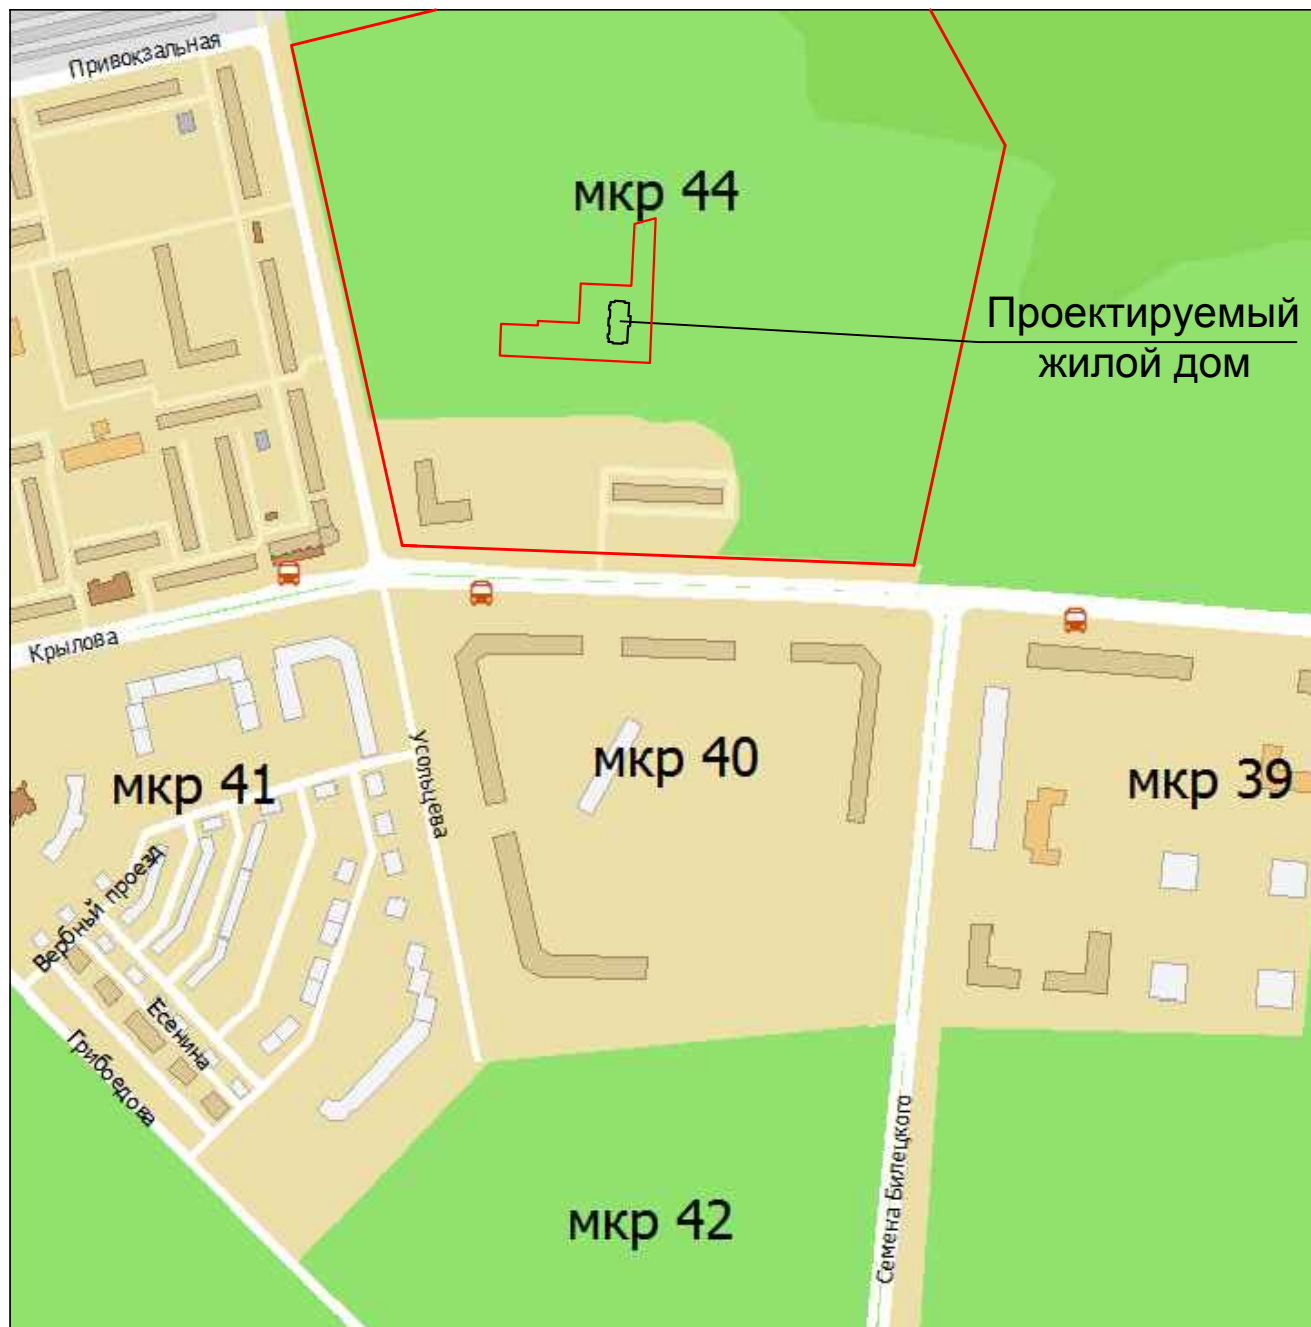 Привокзальная
мкр 44
Проектируемый
жилой дом
Крылова
усольцева
мкр 41
мкр 40
мкр 39
Вербный проезд
Есенина
Грибоедова
Семена Билецкого
мкр 42